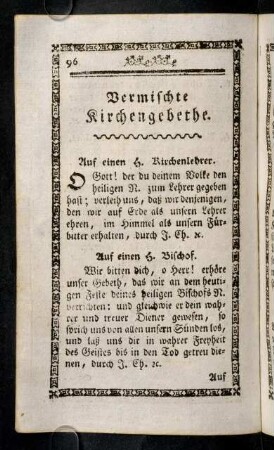 96
Vermischte
Kirchengebethe.
Auf einen H. Kirchenlehrer.
O Gott! der du deinem Volke den
heiligen N. zum Lehrer gegeben
hast; verleih uns, daß wir denjenigen,
den wir auf Erde als unsern Lehrer
ehren, im Himmel als unsern Für-
bitter erhalten, durch J. Ch. ꝛc.
Auf einen H. Bischof.
Wir bitten dich, o Herr! erhöre
unser Gebeth, das wir an dem heuti-
gen Feste deines heiligen Bischofs N.
verrichten: und gleichwie er dein wah-
rer und treuer Diener gewesen, so
sprich uns von allen unsern Sünden los,
und laß uns dir in wahrer Freyheit
des Geistes bis in den Tod getreu die-
nen, durch J. Ch. ꝛc.
Auf